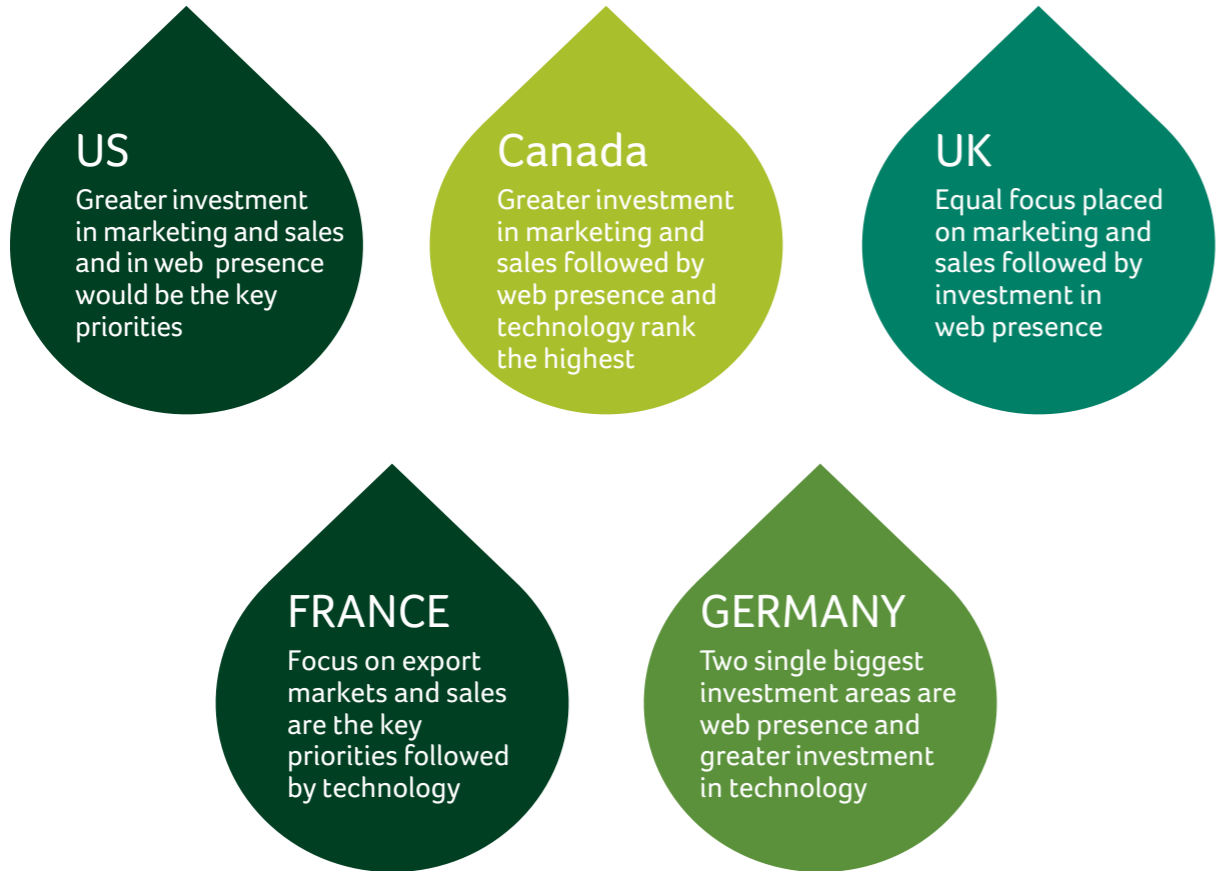 US
Greater investment
in marketing and sales
and in web presence
would be the key
priorities
Canada
Greater investment
in marketing and
sales followed by
web presence and
technology rank
the highest
UK
Equal focus placed
on marketing and
sales followed by
investment in
web presence
FRANCE
Focus on export
markets and sales
are the key
priorities followed
by technology
GERMANY
Two single biggest
investment areas are
web presence and
greater investment
in technology